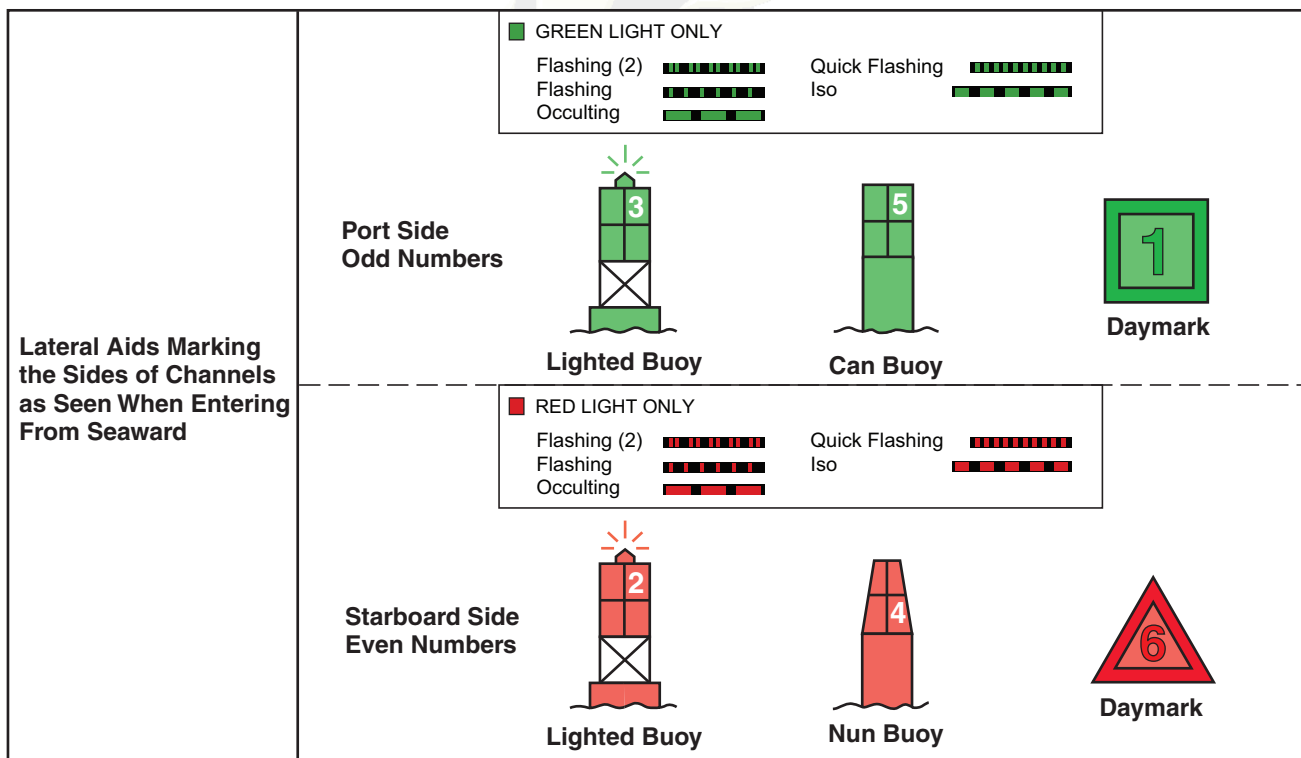 Lateral Aids Marking
the Sides of Channels
as Seen When Entering
From Seaward
GREEN LIGHT ONLY
Flashing (2)
Flashing
Occulting
Quick Flashing
Iso
Port Side
Odd Numbers
3
5
1
Lighted Buoy
Can Buoy
Daymark
RED LIGHT ONLY
Flashing (2)
Flashing
Occulting
Quick Flashing
Iso
Starboard Side
Even Numbers
2
4
6
Lighted Buoy
Nun Buoy
Daymark